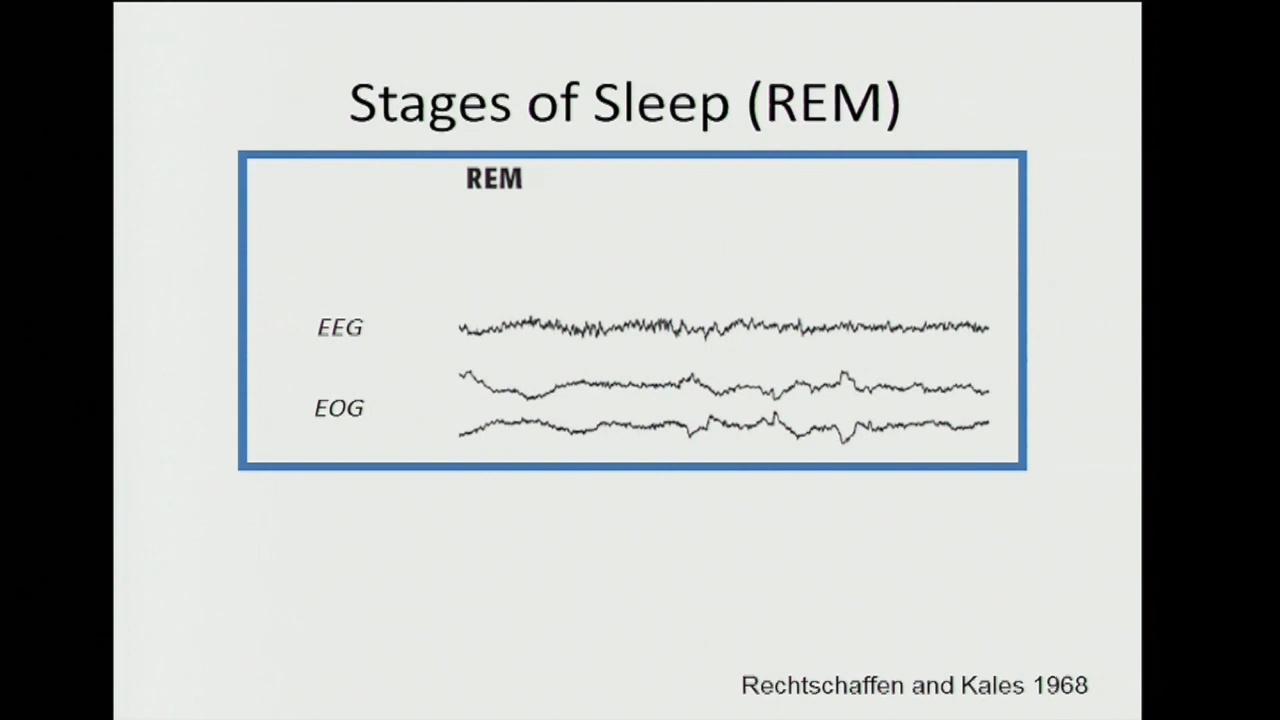 Stages of Sleep (REM)
REM
EEG
EOG
Rechtschaffen and Kales 1968